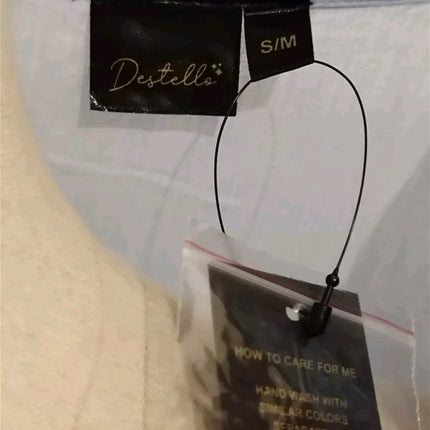 Destello
S/M
HOW TO CARE FOR ME
HAND WASH WITH
SIMILAR COLORS